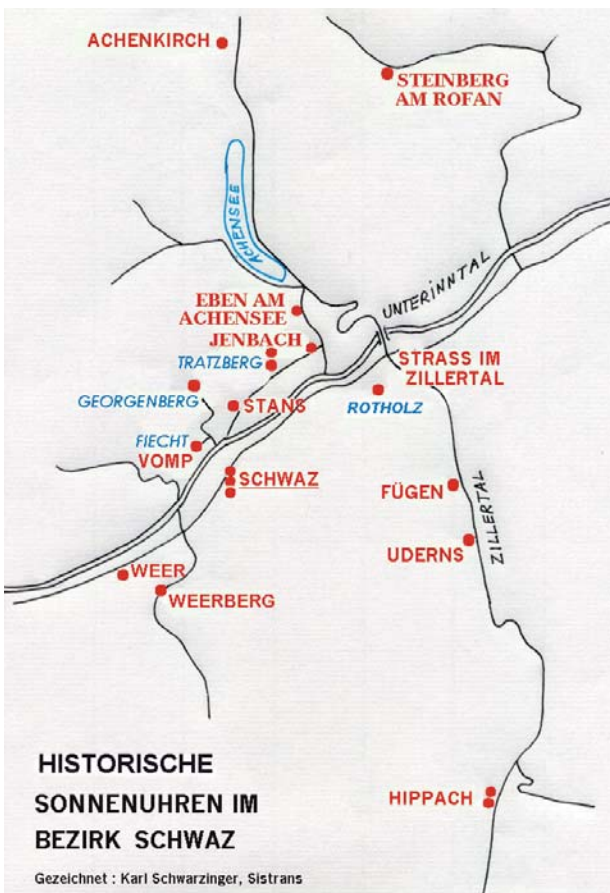 ACHENKIRCH
STEINBERG
AM ROFAN
ACHENSEE
UNTERINNTAL
EBEN AM
ACHENSEE
JENBACH
TRATZBERG
STRASS IM
ZILLERTAL
GEORGENBERG
STANS
ROTHOLZ
FIECHT
VOMP
SCHWAZ
FÜGEN
ZILLERTAL
UDERNS
WEER
WEERBERG
HIPPACH
HISTORISCHE
SONNENUHREN IM
BEZIRK SCHWAZ
Gezeichnet : Karl Schwarzinger, Sistrans